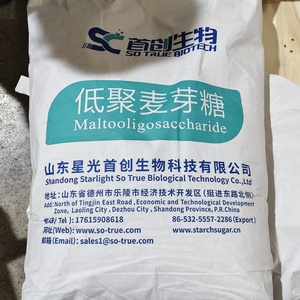 首创生物
SO TRUE BIOTECH
低聚麦芽糖
Maltooligosaccharide
山东星光首创生物科技有限公司
Shandong Starlight So True Biological Technology Co.,Ltd
地址:山东省德州市乐陵市经济技术开发区(挺进东路北侧)
Add:North of Tingjin East Road, Economic and Technological Development
Zone, Laoling City, Dezhou City, Shandong Province, P.R.China
电话/ Tel: 17615908618 86-532-5557-2286 (Export)
网址(Web): www.so-true.com www.starchsugar.cn
邮箱(Email): sales1@so-true.com